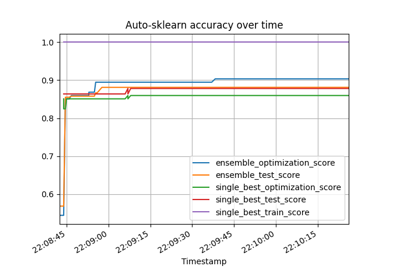 Auto-sklearn accuracy over time
1.0
0.9
0.8
0.7
0.6
ensemble_optimization_score
ensemble_test_score
single_best_optimization_score
single_best_test_score
single_best_train_score
22:08:45
22:09:00
22:09:15
22:09:30
22:09:45
22:10:00
22:10:15
Timestamp